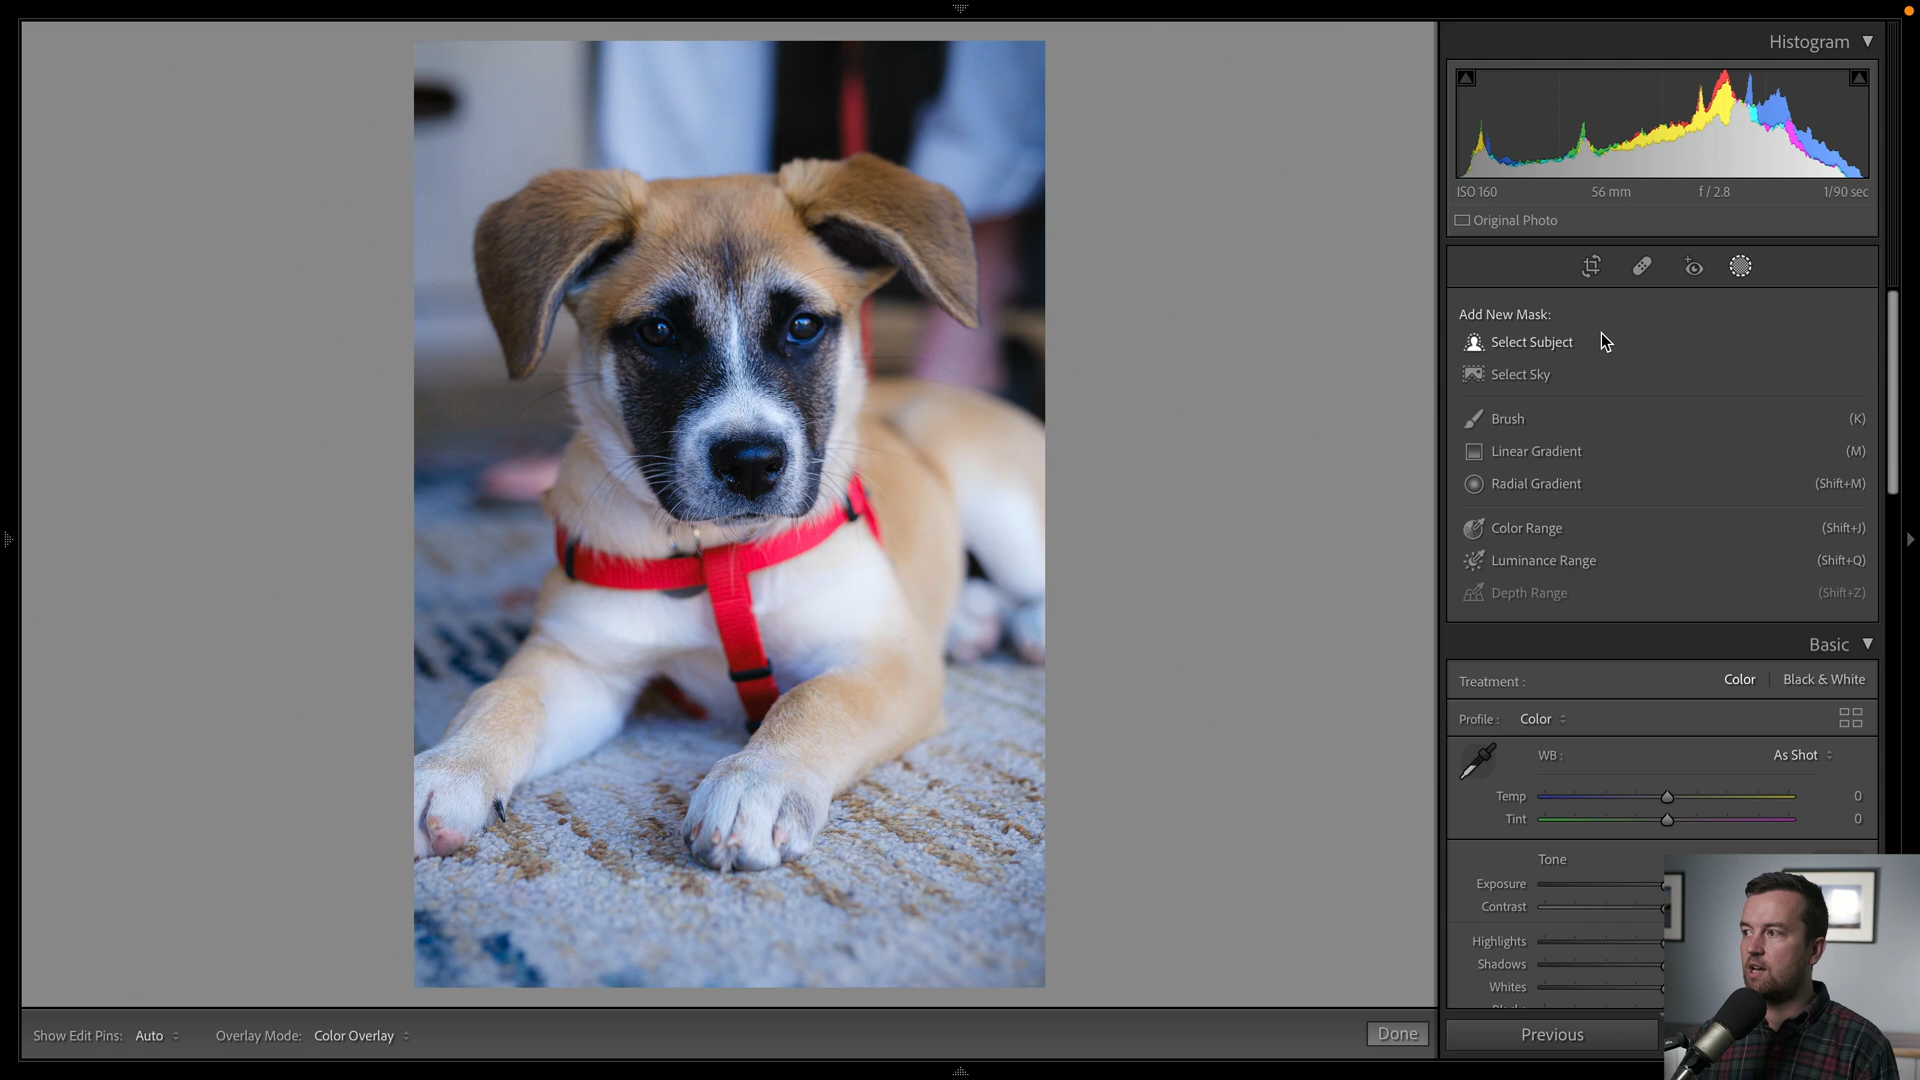 Histogram
ISO 160 56 mm f / 2.8 1/90 sec
Original Photo
Add New Mask:
Select Subject
Select Sky
Brush (K)
Linear Gradient (M)
Radial Gradient (Shift+M)
Color Range (Shift+J)
Luminance Range (Shift+Q)
Depth Range (Shift+Z)
Basic
Treatment : Color Black & White
Profile : Color
WB : As Shot
Temp 0
Tint 0
Tone
Exposure
Contrast
Highlights
Shadows
Whites
Show Edit Pins: Auto Overlay Mode: Color Overlay Done
Previous